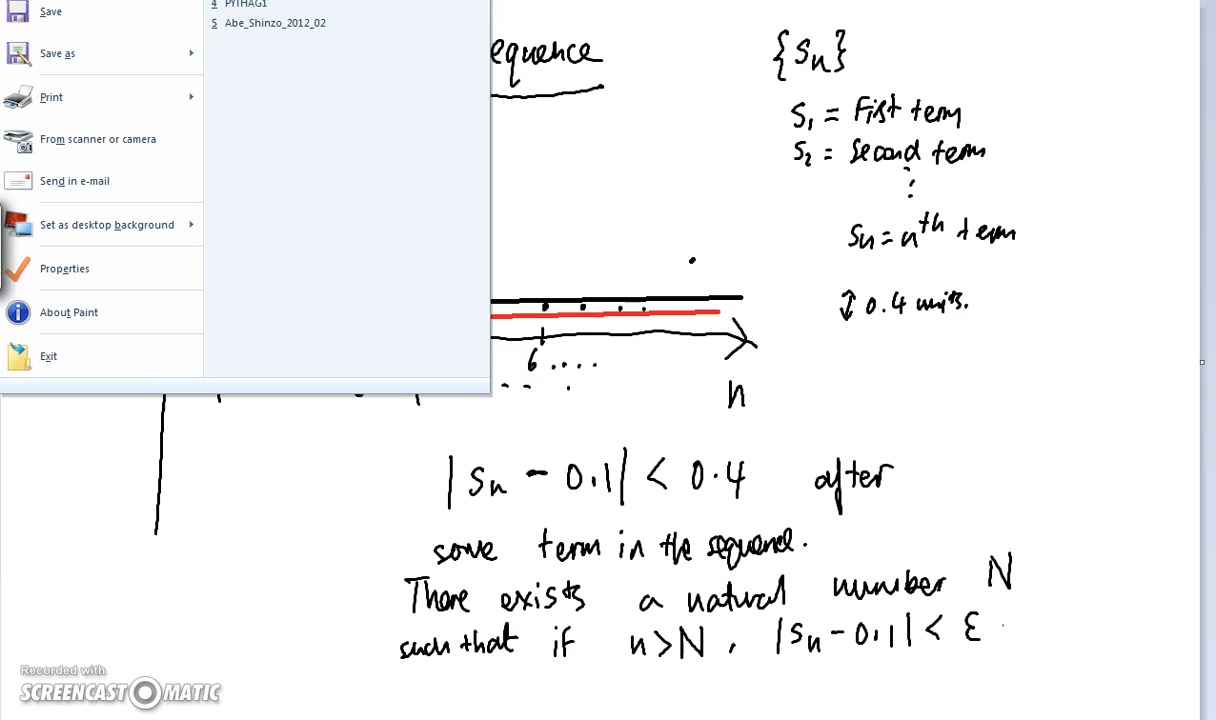 Save
Save as
Print
From scanner or camera
Send in e-mail
Set as desktop background
Properties
About Paint
Exit
4 PYTHAG1
5 Abe_Shinzo_2012_02
equence
{Sn}
S1 = First term
S2 = Second term
⋮
Sn = nth term
↕ 0.4 units.
6 ....
n
|Sn - 0.1| < 0.4 after
some term in the sequence.
There exists a natural number N
such that if n > N, |Sn - 0.1| < ε
Recorded with
SCREENCAST-O-MATIC